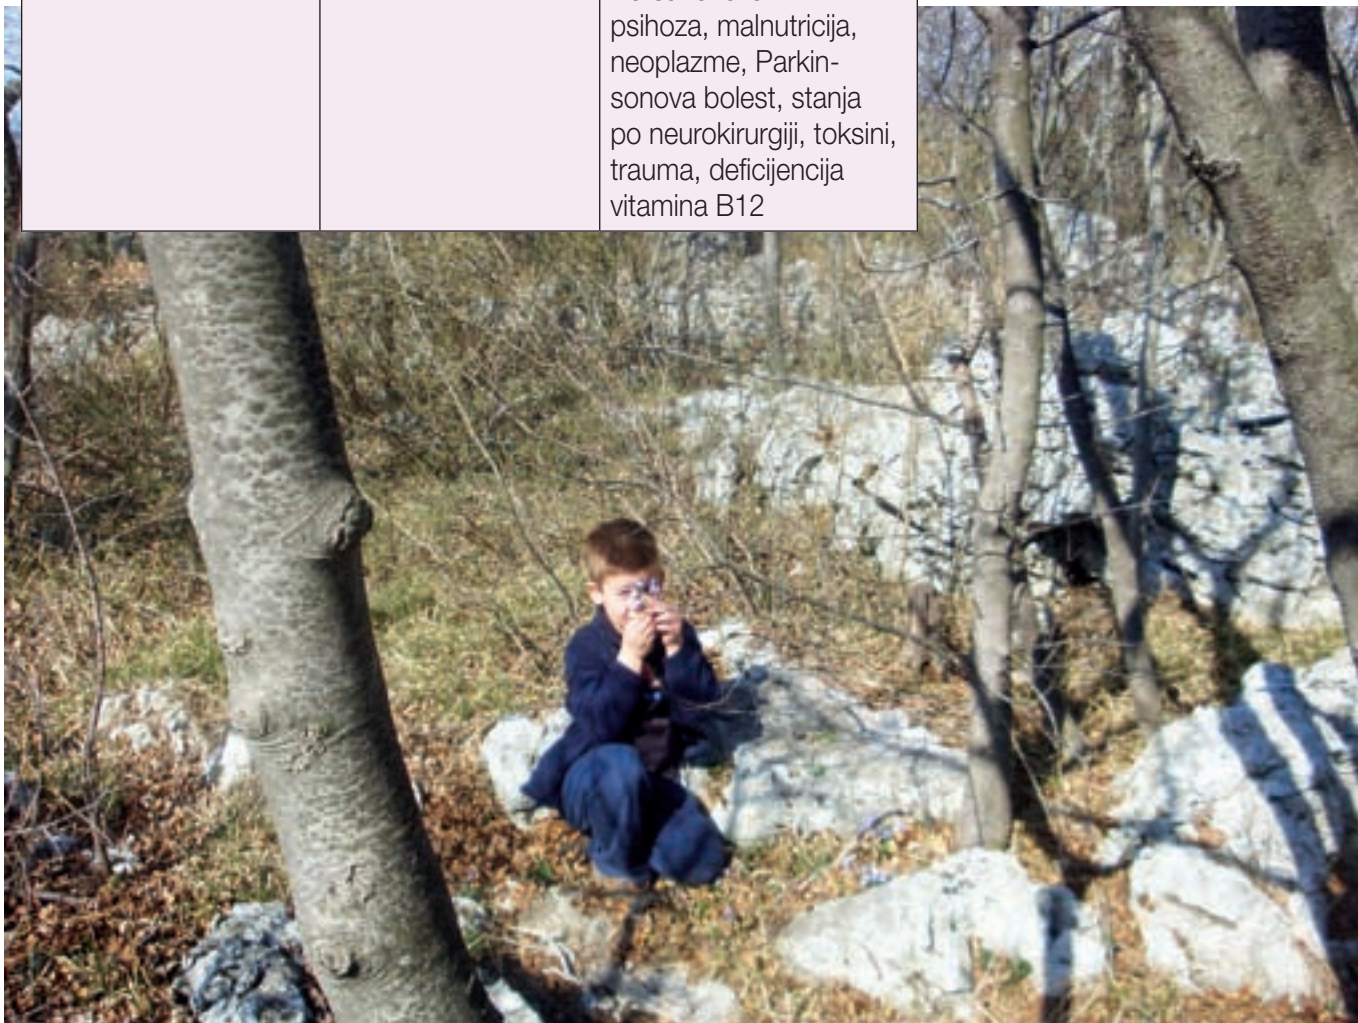 psihoza, malnutricija,
neoplazme, Parkin-
sonova bolest, stanja
po neurokirurgiji, toksini,
trauma, deficijencija
vitamina B12